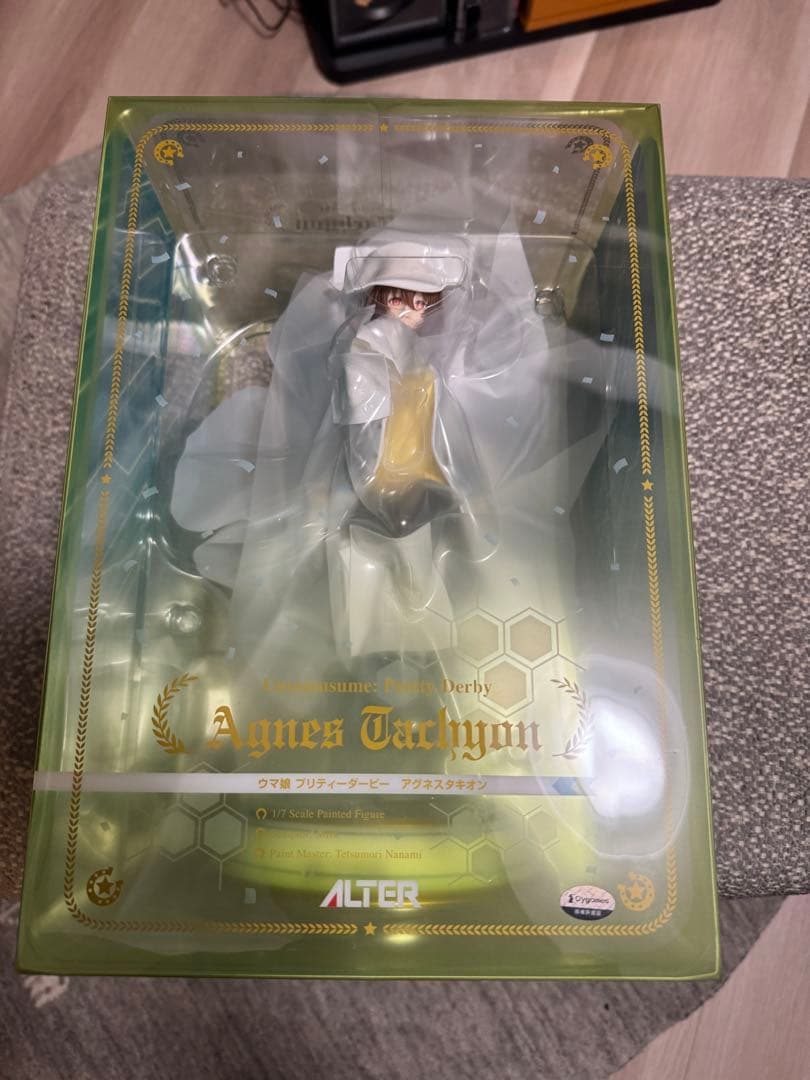 Umamusume: Pretty Derby
Agnes Tachyon
ウマ娘 プリティーダービー アグネスタキオン
1/7 Scale Painted Figure
Paint Master: Tetsumori Nanami
ALTER
Cygames